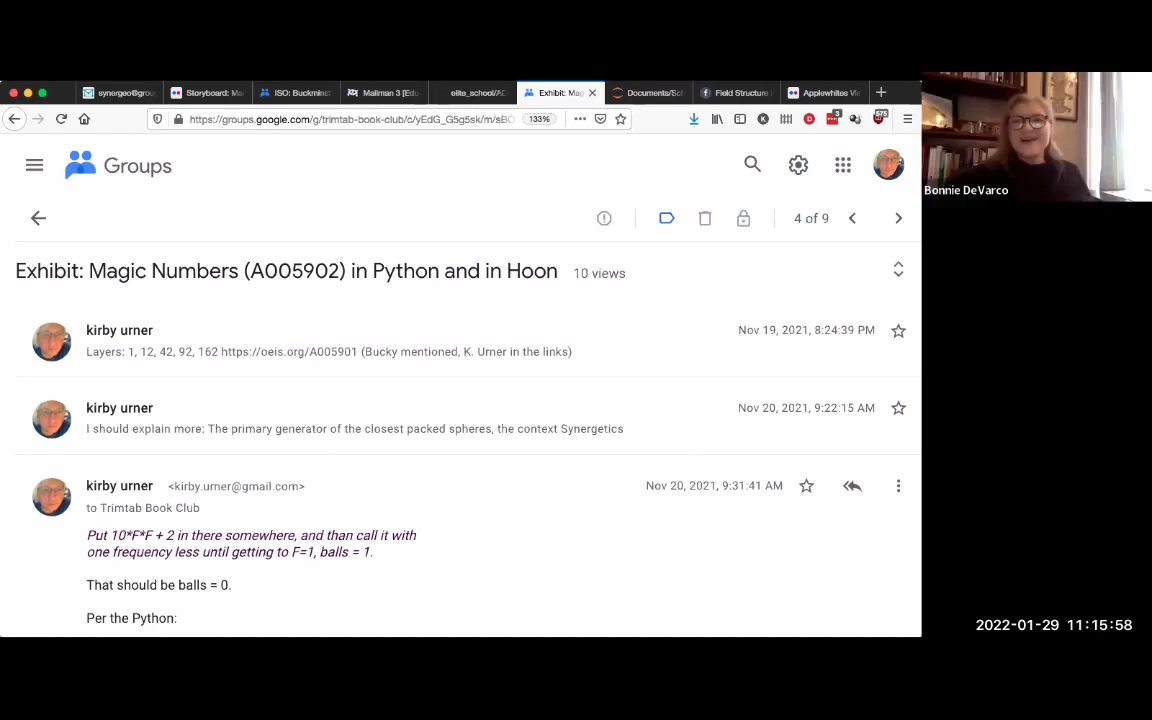 synergeo@grou
Storyboard: Ma
ISO: Buckminst
Mailman 3 [Edu
elite_school/AD
Exhibit: Mag
Documents/Sch
Field Structure
Applewhites Vis
https://groups.google.com/g/trimtab-book-club/c/yEdG_G5g5sk/m/sBO
133%
3
575
Groups
4 of 9
Exhibit: Magic Numbers (A005902) in Python and in Hoon 10 views
kirby urner Nov 19, 2021, 8:24:39 PM
Layers: 1, 12, 42, 92, 162 https://oeis.org/A005901 (Bucky mentioned, K. Urner in the links)
kirby urner Nov 20, 2021, 9:22:15 AM
I should explain more: The primary generator of the closest packed spheres, the context Synergetics
kirby urner <kirby.urner@gmail.com> Nov 20, 2021, 9:31:41 AM
to Trimtab Book Club
Put 10*F*F + 2 in there somewhere, and than call it with
one frequency less until getting to F=1, balls = 1.
That should be balls = 0.
Per the Python:
Bonnie DeVarco
2022-01-29 11:15:58